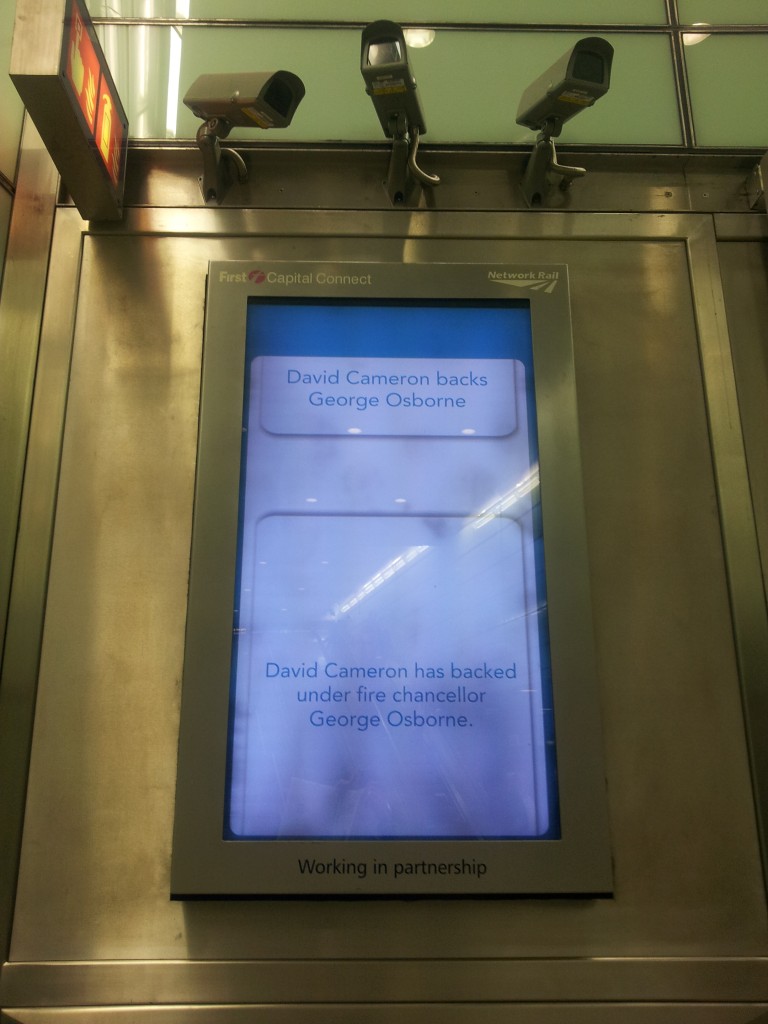 First Capital Connect
Network Rail
David Cameron backs
George Osborne
David Cameron has backed
under fire chancellor
George Osborne.
Working in partnership